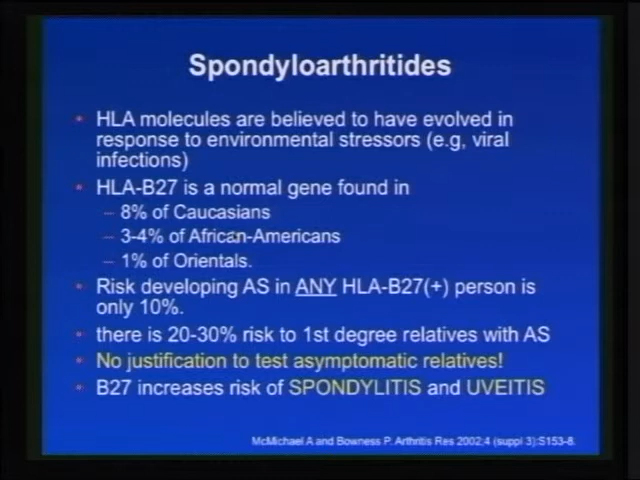 Spondyloarthritides
• HLA molecules are believed to have evolved in
response to environmental stressors (e.g, viral
infections)
• HLA-B27 is a normal gene found in
– 8% of Caucasians
– 3-4% of African-Americans
– 1% of Orientals.
• Risk developing AS in ANY HLA-B27(+) person is
only 10%.
• there is 20-30% risk to 1st degree relatives with AS
• No justification to test asymptomatic relatives!
• B27 increases risk of SPONDYLITIS and UVEITIS
McMichael A and Bowness P. Arthritis Res 2002;4 (suppl 3):S153-8.